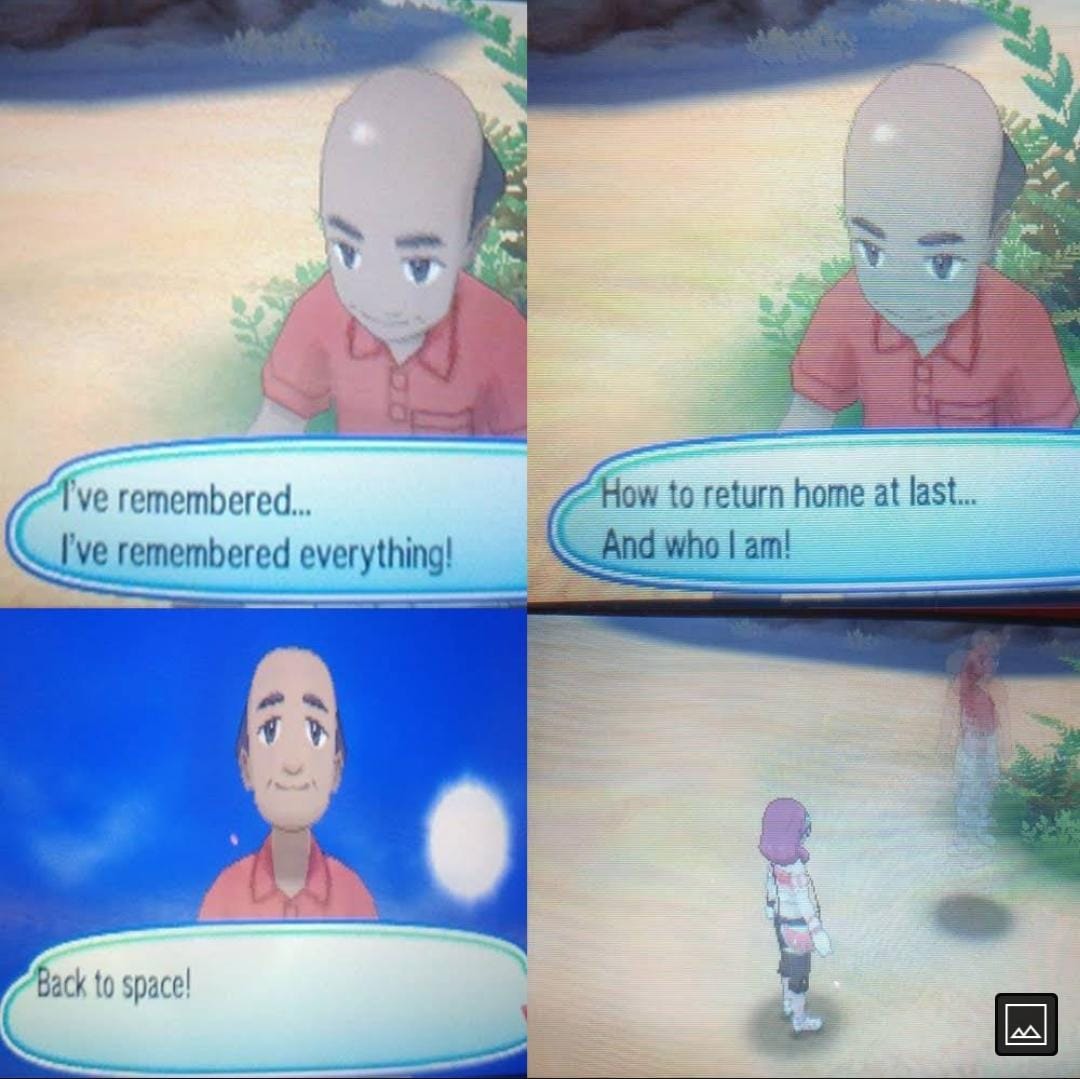 I've remembered...
I've remembered everything!
How to return home at last...
And who I am!
Back to space!